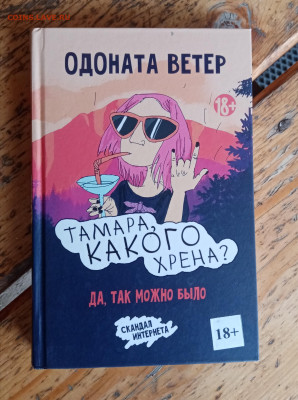 ОДОНАТА ВЕТЕР
18+
ТАМАРА,
КАКОГО
ХРЕНА?
ДА, ТАК МОЖНО БЫЛО
СКАНДАЛ
ИНТЕРНЕТА
18+